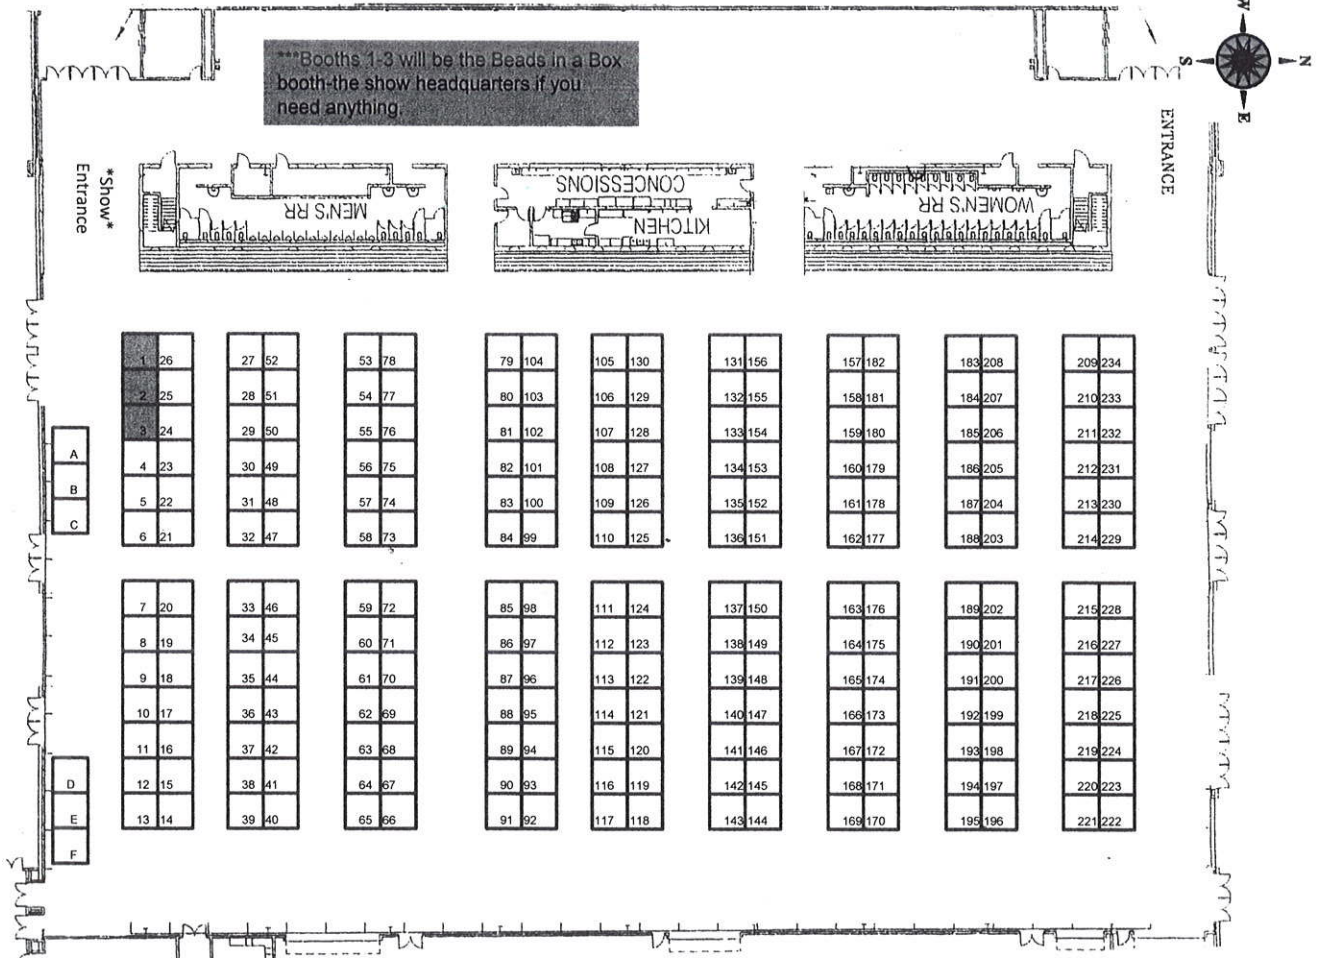 W
S
N
E
***Booths 1-3 will be the Beads in a Box
booth-the show headquarters if you
need anything.
ENTRANCE
*Show*
Entrance
MEN'S RR
CONCESSIONS
KITCHEN
WOMEN'S RR
1 26 27 52 53 78 79 104 105 130 131 156 157 182 183 208 209 234
2 25 28 51 54 77 80 103 106 129 132 155 158 181 184 207 210 233
3 24 29 50 55 76 81 102 107 128 133 154 159 180 185 206 211 232
A
4 23 30 49 56 75 82 101 108 127 134 153 160 179 186 205 212 231
B
5 22 31 48 57 74 83 100 109 126 135 152 161 178 187 204 213 230
C
6 21 32 47 58 73 84 99 110 125 136 151 162 177 188 203 214 229
7 20 33 46 59 72 85 98 111 124 137 150 163 176 189 202 215 228
8 19 34 45 60 71 86 97 112 123 138 149 164 175 190 201 216 227
9 18 35 44 61 70 87 96 113 122 139 148 165 174 191 200 217 226
10 17 36 43 62 69 88 95 114 121 140 147 166 173 192 199 218 225
11 16 37 42 63 68 89 94 115 120 141 146 167 172 193 198 219 224
D
12 15 38 41 64 67 90 93 116 119 142 145 168 171 194 197 220 223
E
13 14 39 40 65 66 91 92 117 118 143 144 169 170 195 196 221 222
F